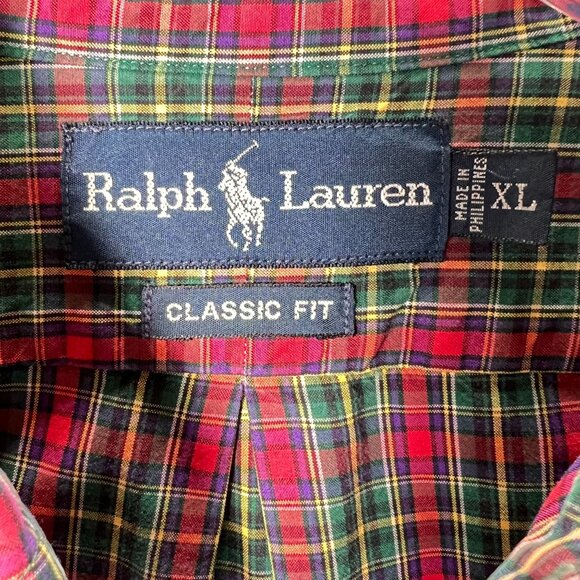 Ralph Lauren
MADE IN
PHILIPPINES
XL
CLASSIC FIT